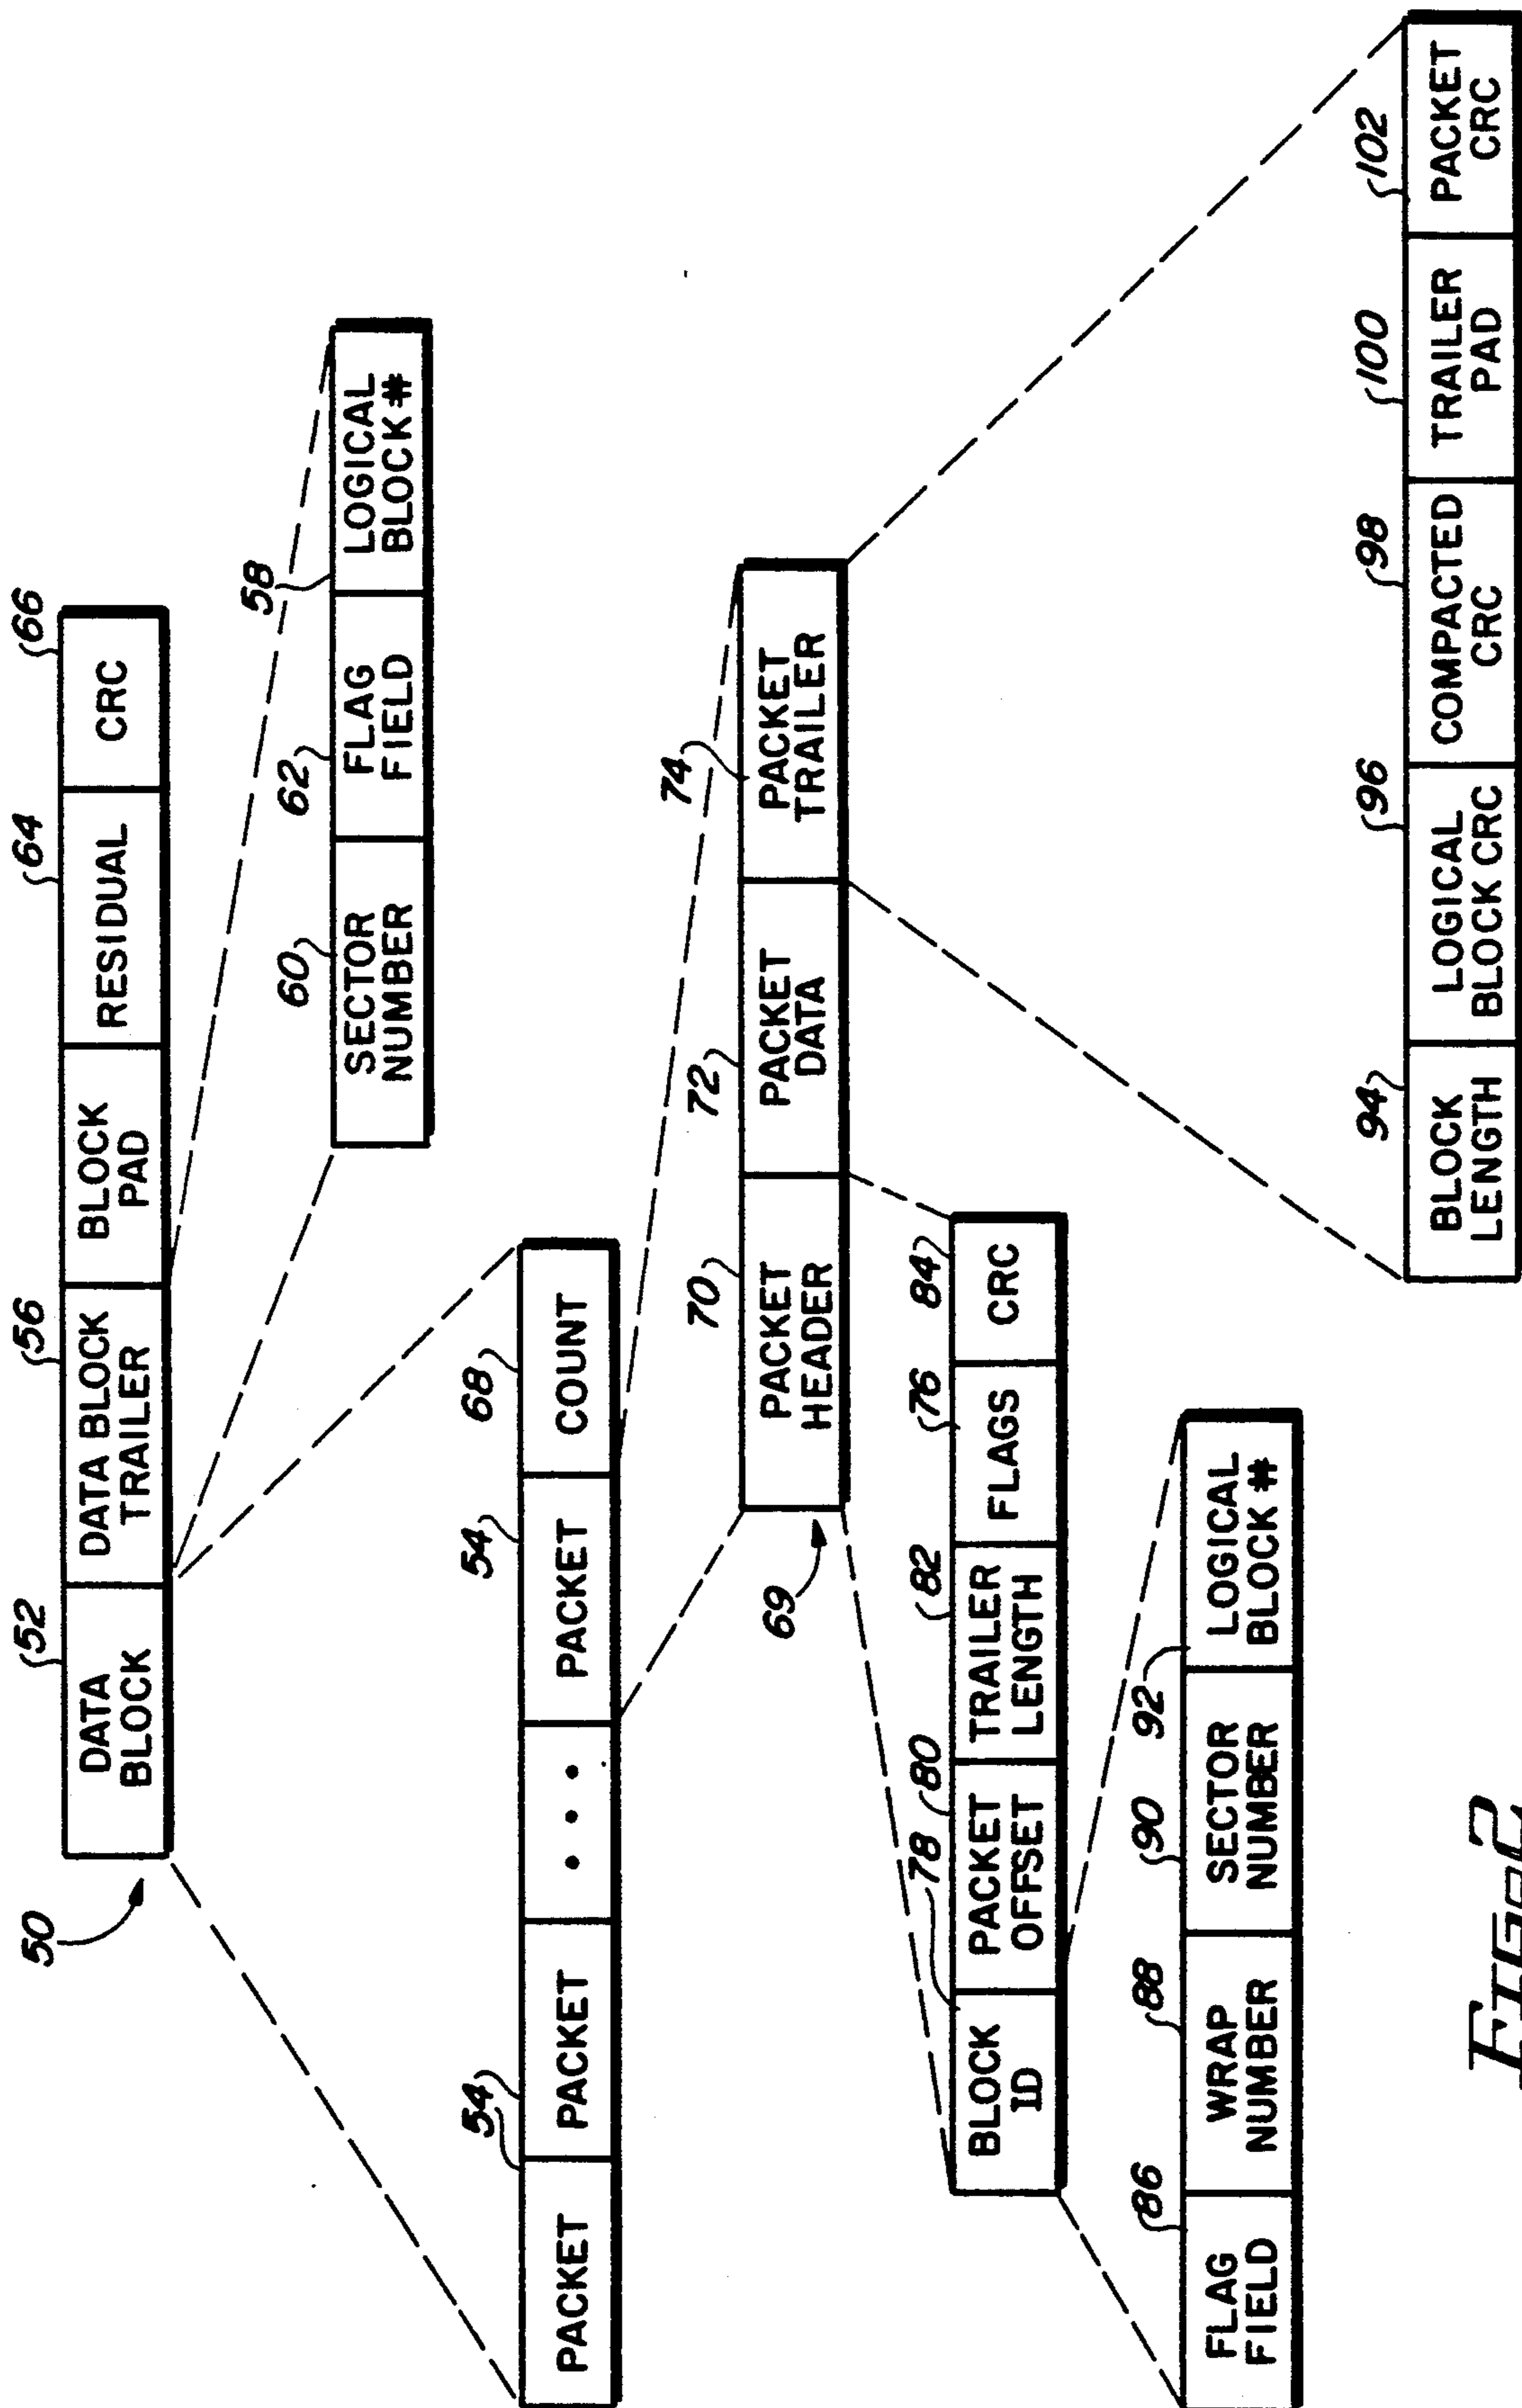 52
56
64
66
DATA
BLOCK
DATA BLOCK
TRAILER
BLOCK
PAD
RESIDUAL
CRC
50
60
62
58
SECTOR
NUMBER
FLAG
FIELD
LOGICAL
BLOCK #
54
54
54
68
PACKET
PACKET
• • •
PACKET
COUNT
70
72
74
PACKET
HEADER
PACKET
DATA
PACKET
TRAILER
69
78
80
82
76
84
BLOCK
ID
PACKET
OFFSET
TRAILER
LENGTH
FLAGS
CRC
86
88
90
92
FLAG
FIELD
WRAP
NUMBER
SECTOR
NUMBER
LOGICAL
BLOCK #
94
96
98
100
102
BLOCK
LENGTH
LOGICAL
BLOCK CRC
COMPACTED
CRC
TRAILER
PAD
PACKET
CRC
FIG. 2